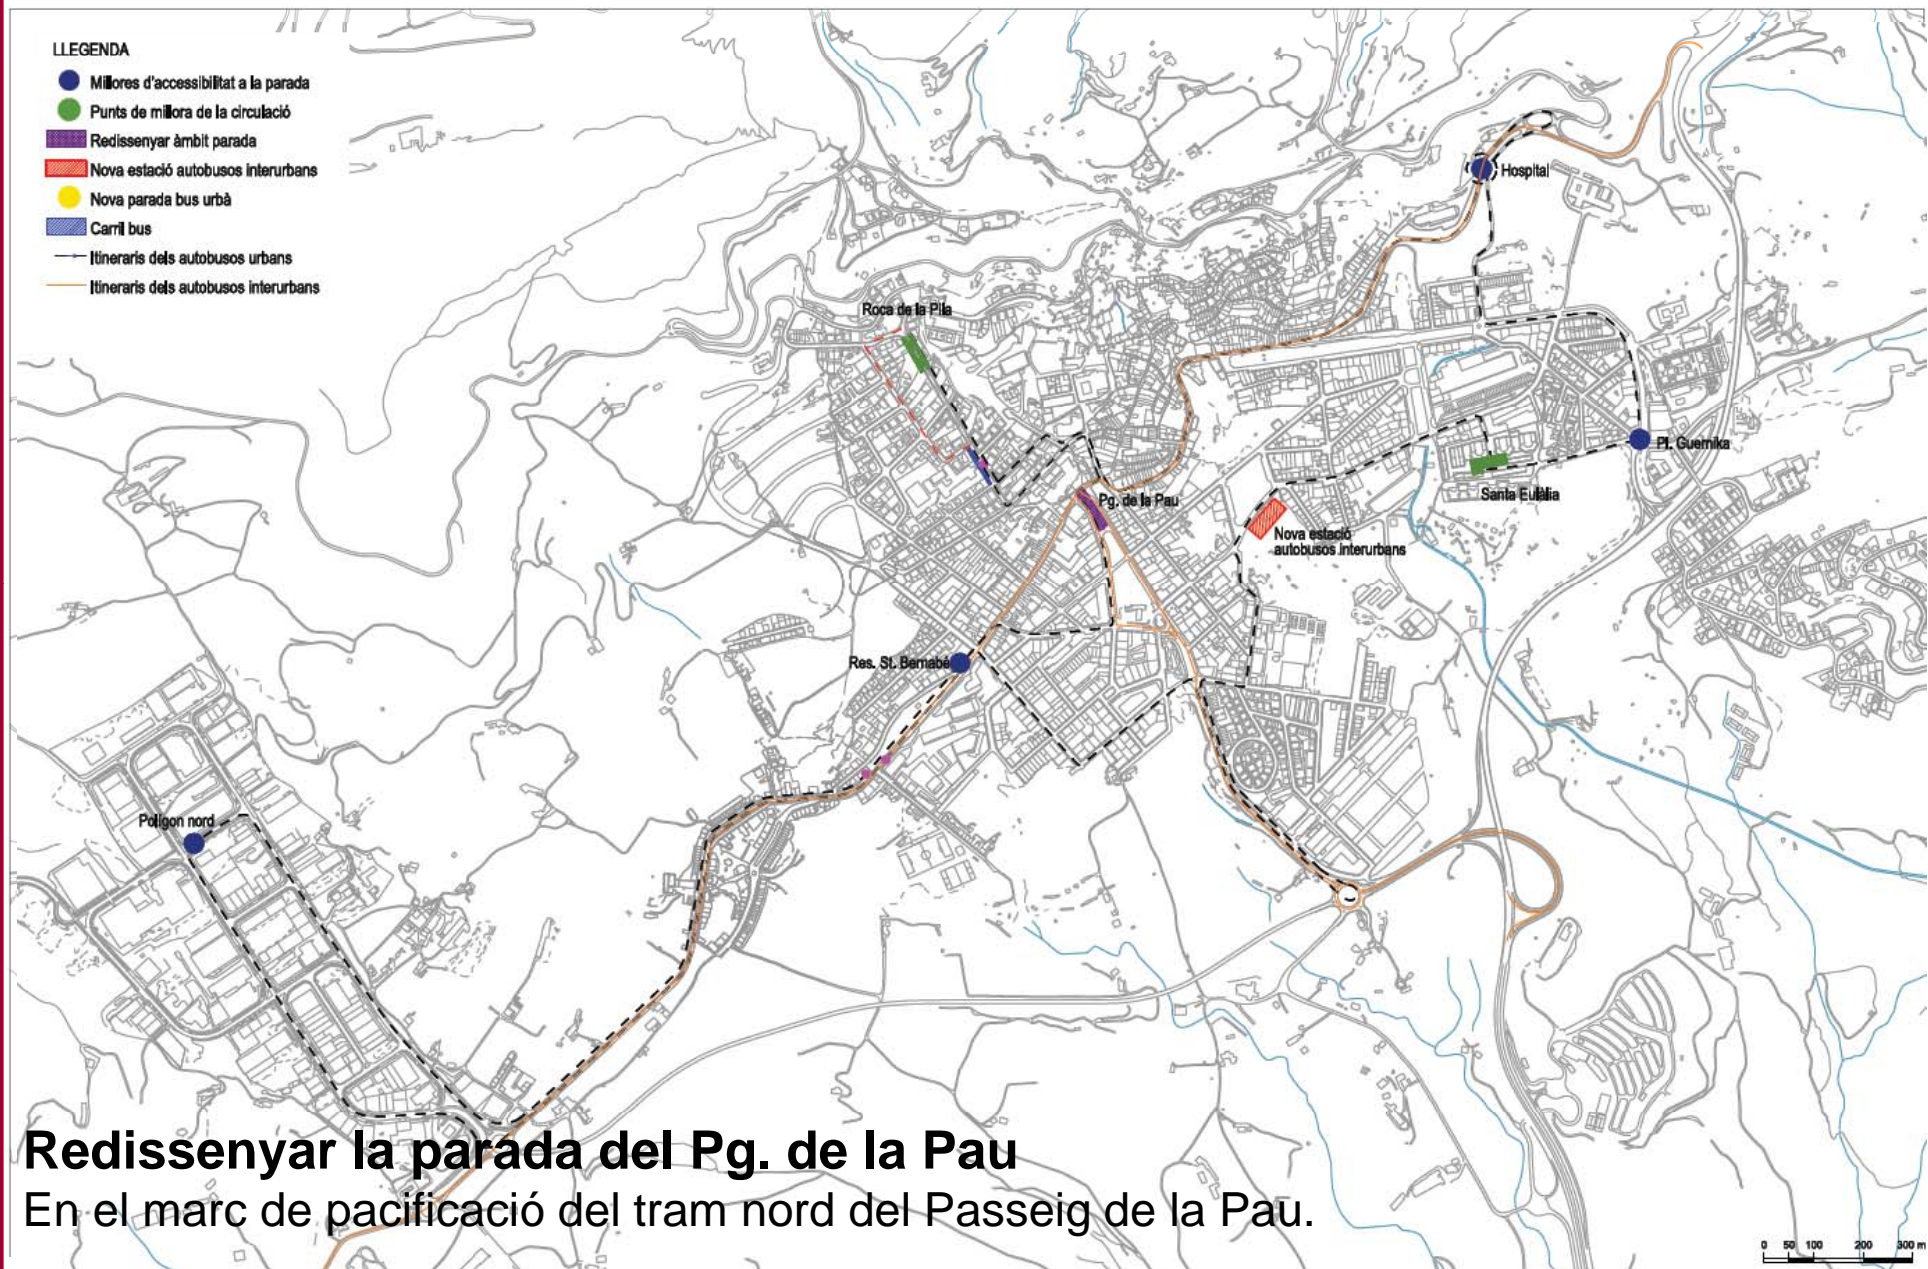 LLEGENDA
Millores d'accessibilitat a la parada
Punts de millora de la circulació
Redissenyar àmbit parada
Nova estació autobusos interurbans
Nova parada bus urbà
Carril bus
Itineraris dels autobusos urbans
Itineraris dels autobusos interurbans
Hospital
Roca de la Pila
Pl. Guernika
Santa Eulàlia
Pg. de la Pau
Nova estació
autobusos interurbans
Res. St. Bernabé
Polígon nord
Redissenyar la parada del Pg. de la Pau
En el marc de pacificació del tram nord del Passeig de la Pau.
0 50 100 200 300 m